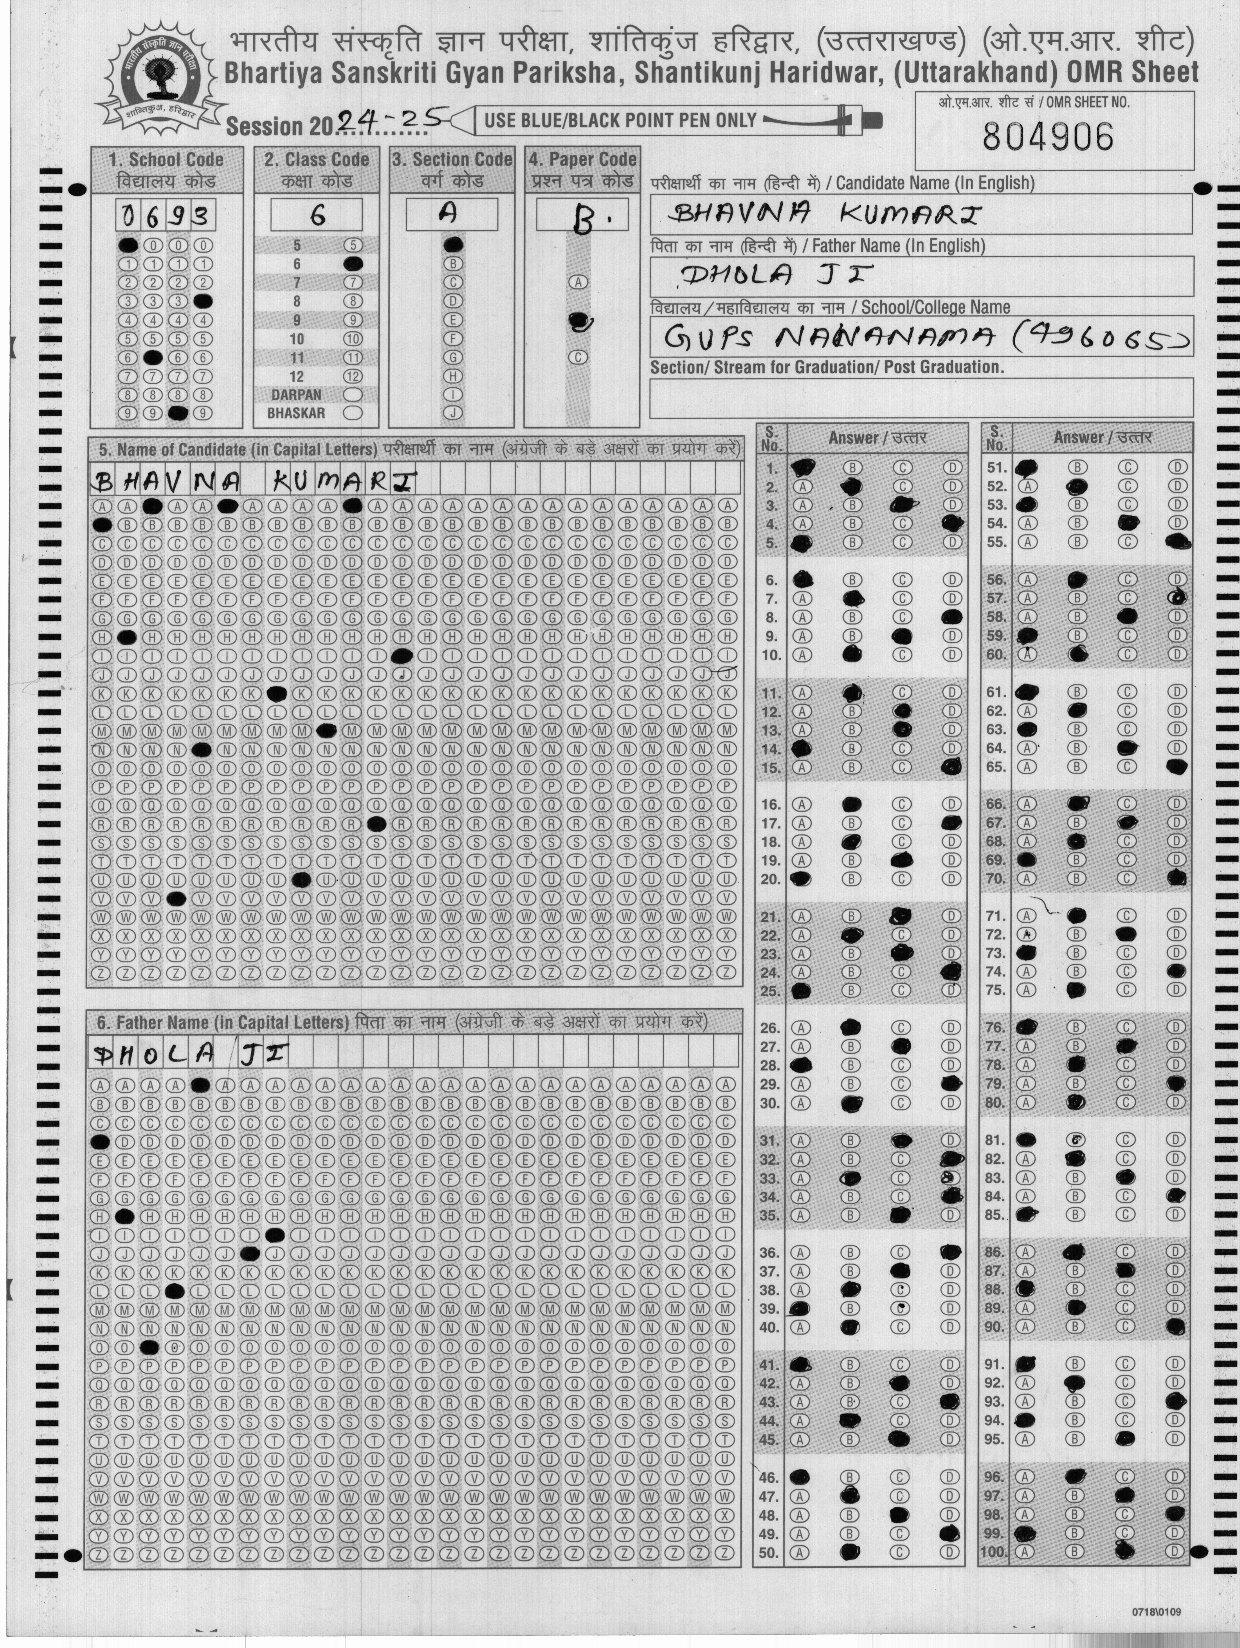 भारतीय संस्कृति ज्ञान परीक्षा, शांतिकुंज हरिद्वार, (उत्तराखण्ड) (ओ.एम.आर. शीट)
Bhartiya Sanskriti Gyan Pariksha, Shantikunj Haridwar, (Uttarakhand) OMR Sheet
Session 2024-25
USE BLUE/BLACK POINT PEN ONLY
ओ.एम.आर. शीट सं / OMR SHEET NO.
804906
1. School Code
विद्यालय कोड
0693
2. Class Code
कक्षा कोड
6
5
6
7
8
9
10
11
12
DARPAN
BHASKAR
3. Section Code
वर्ग कोड
A
4. Paper Code
प्रश्न पत्र कोड
B.
परीक्षार्थी का नाम (हिन्दी में) / Candidate Name (In English)
BHAVNA KUMARI
पिता का नाम (हिन्दी में) / Father Name (In English)
DHOLA JI
विद्यालय/महाविद्यालय का नाम / School/College Name
GUPS NANANAMA (496065)
Section/ Stream for Graduation/ Post Graduation.
5. Name of Candidate (in Capital Letters) परीक्षार्थी का नाम (अंग्रेजी के बड़े अक्षरों का प्रयोग करें)
BHAVNA KUMARI
6. Father Name (in Capital Letters) पिता का नाम (अंग्रेजी के बड़े अक्षरों का प्रयोग करें)
DHOLA JI
S. No. Answer / उत्तर
S. No. Answer / उत्तर
0718\0109